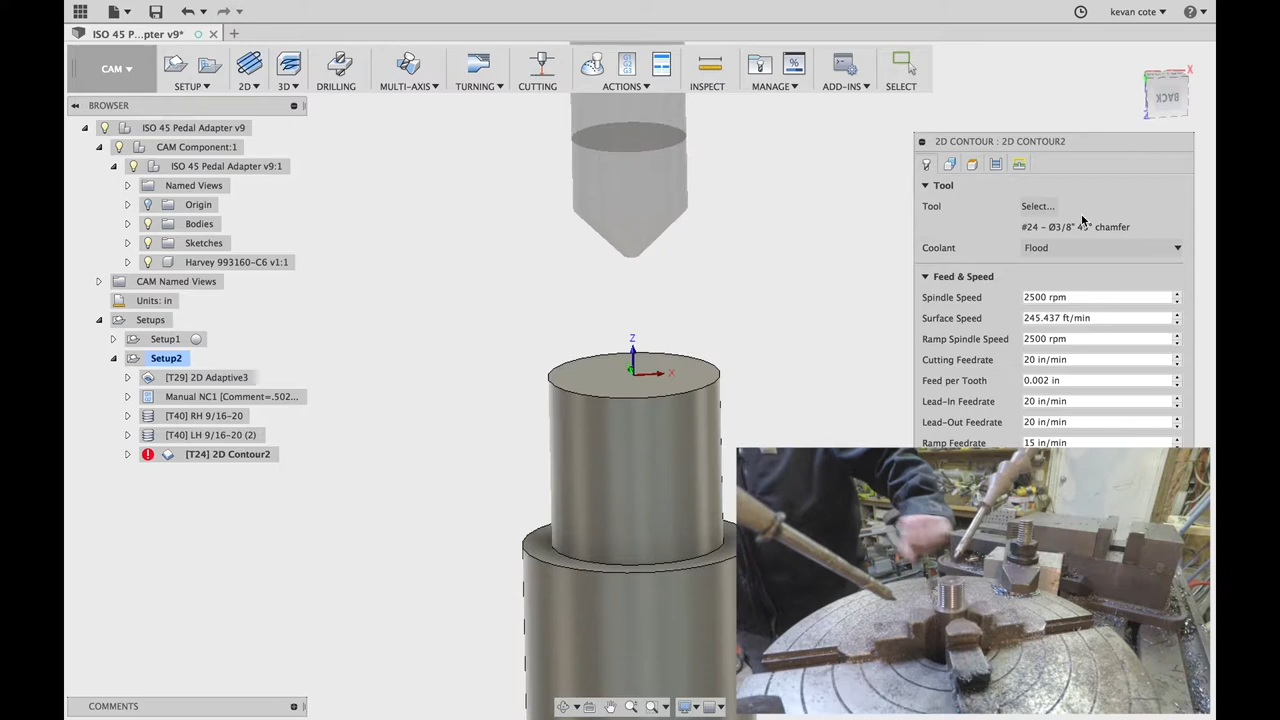 kevan cote
ISO 45 P...pter v9*
CAM
SETUP
2D
3D
DRILLING
MULTI-AXIS
TURNING
CUTTING
G1
G2
G3
ACTIONS
INSPECT
%
MANAGE
ADD-INS
SELECT
BROWSER
ISO 45 Pedal Adapter v9
CAM Component:1
ISO 45 Pedal Adapter v9:1
Named Views
Origin
Bodies
Sketches
Harvey 993160-C6 v1:1
CAM Named Views
Units: in
Setups
Setup1
Setup2
[T29] 2D Adaptive3
Manual NC1 [Comment=.502...
[T40] RH 9/16-20
[T40] LH 9/16-20 (2)
[T24] 2D Contour2
Z
X
X
BACK
Z
2D CONTOUR : 2D CONTOUR2
Tool
Tool Select...
#24 - Ø3/8" 45° chamfer
Coolant Flood
Feed & Speed
Spindle Speed 2500 rpm
Surface Speed 245.437 ft/min
Ramp Spindle Speed 2500 rpm
Cutting Feedrate 20 in/min
Feed per Tooth 0.002 in
Lead-In Feedrate 20 in/min
Lead-Out Feedrate 20 in/min
Ramp Feedrate 15 in/min
COMMENTS